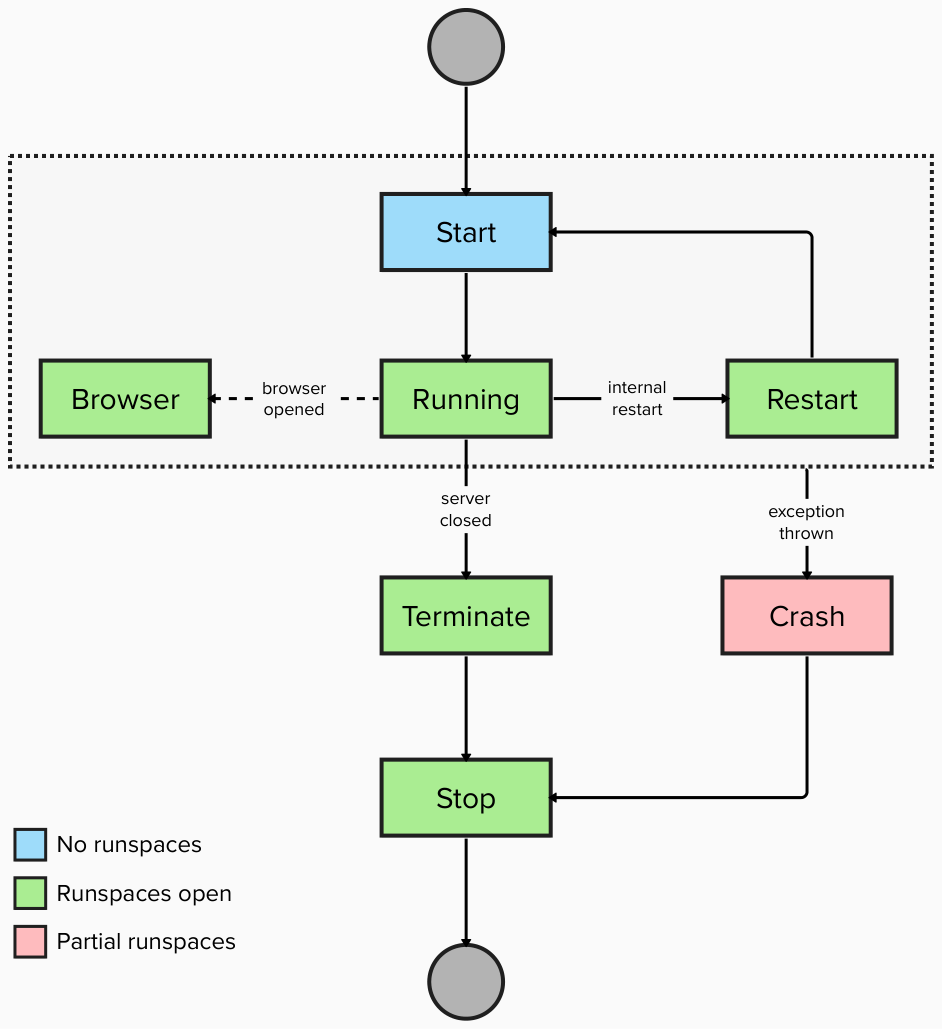 Start
Browser
browser
opened
Running
internal
restart
Restart
server
closed
exception
thrown
Terminate
Crash
Stop
No runspaces
Runspaces open
Partial runspaces